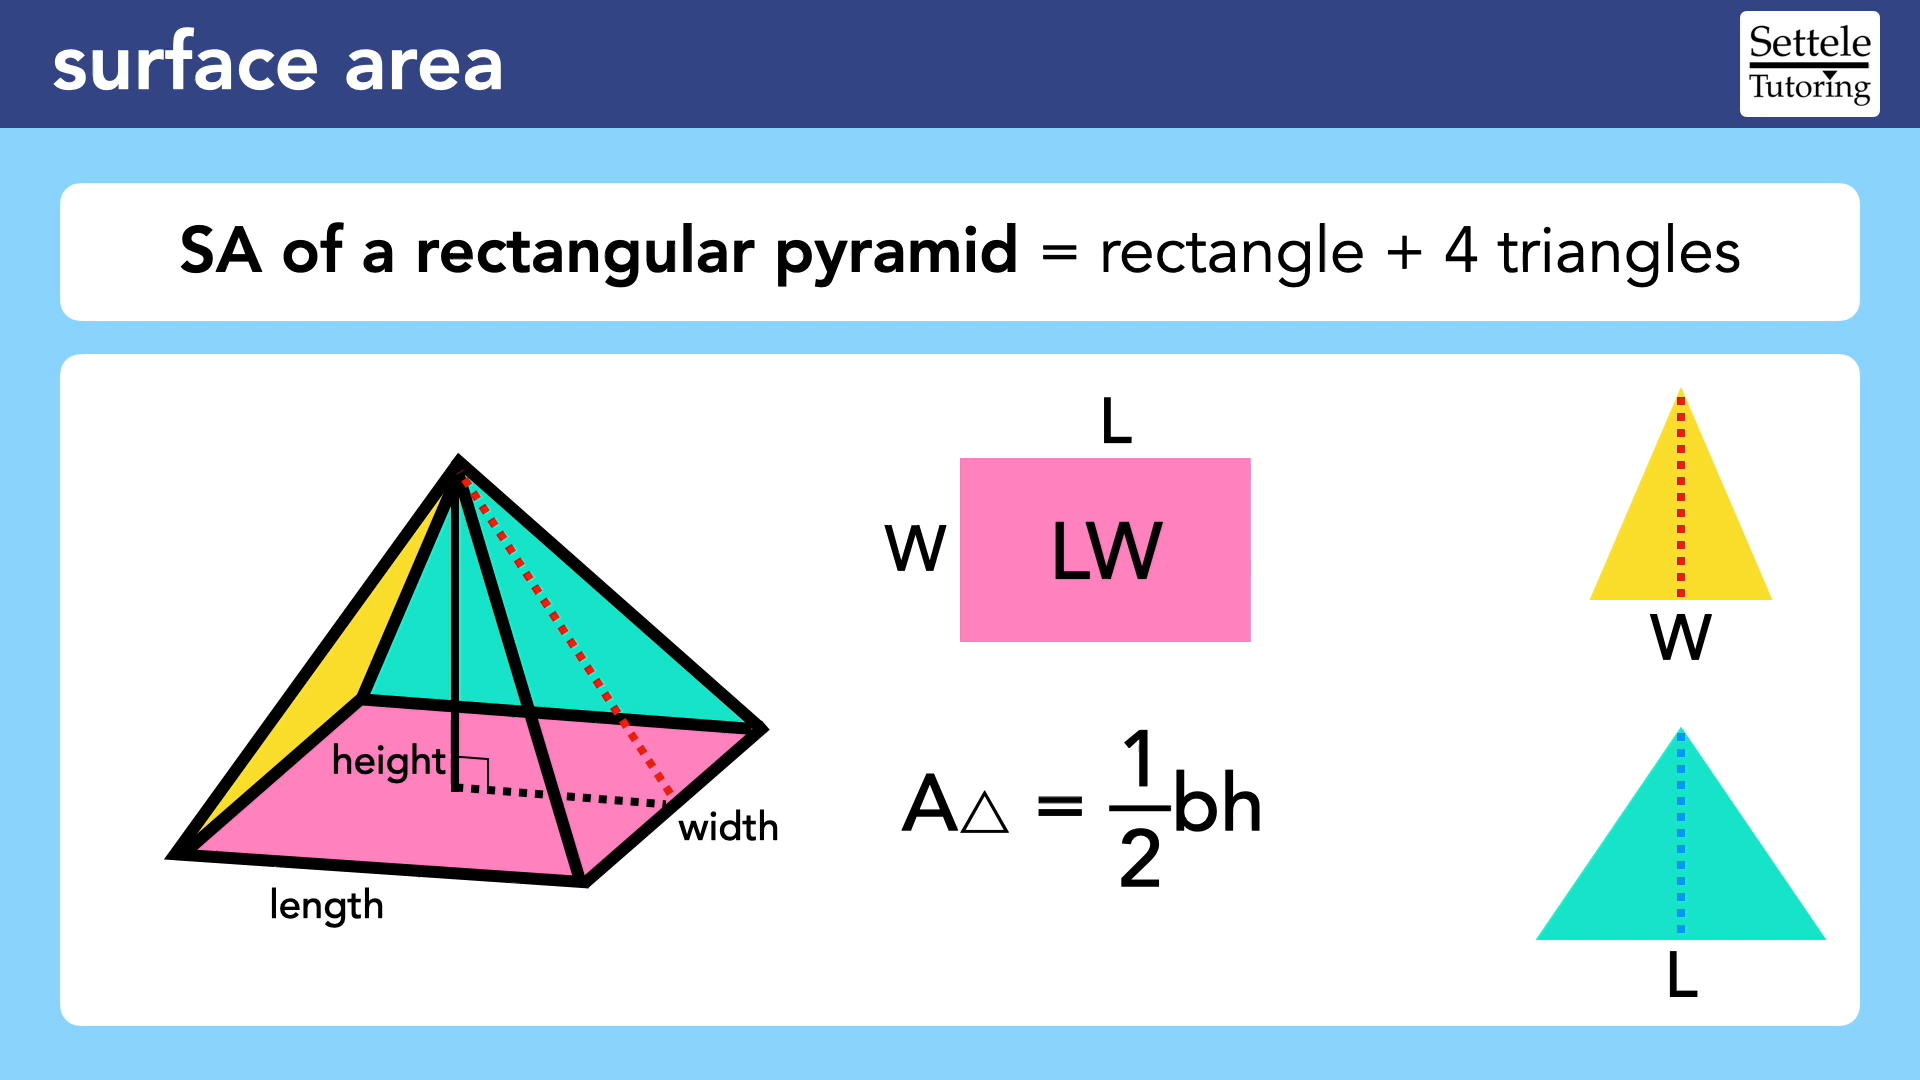 surface area
Settele
Tutoring
SA of a rectangular pyramid = rectangle + 4 triangles
height
width
length
L
W
LW
A△ = 1/2 bh
W
L